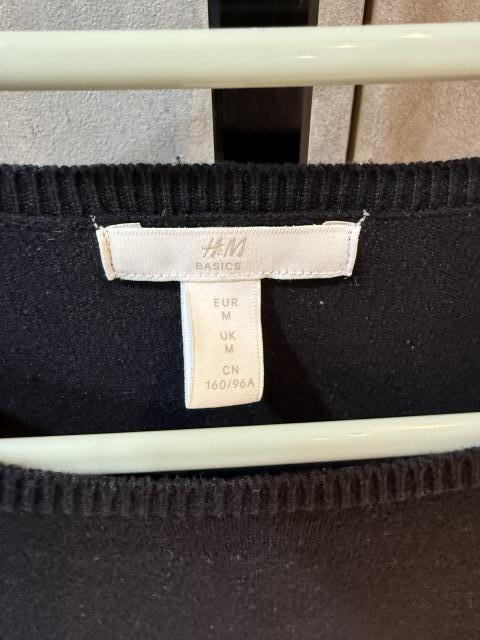 H&M
BASICS
EUR
M
UK
M
CN
160/96A